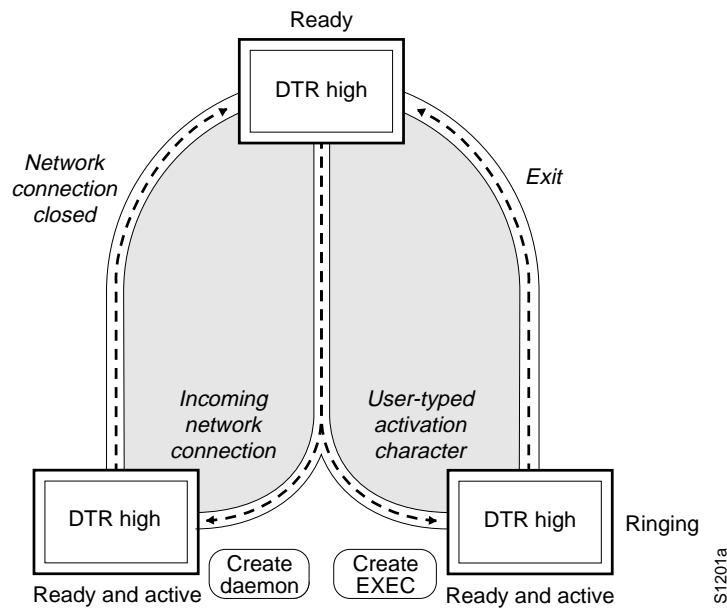 Ready
DTR high
Network
connection
closed
Exit
Incoming
network
connection
User-typed
activation
character
DTR high
DTR high
Ringing
Create
daemon
Create
EXEC
Ready and active
Ready and active
S1201a